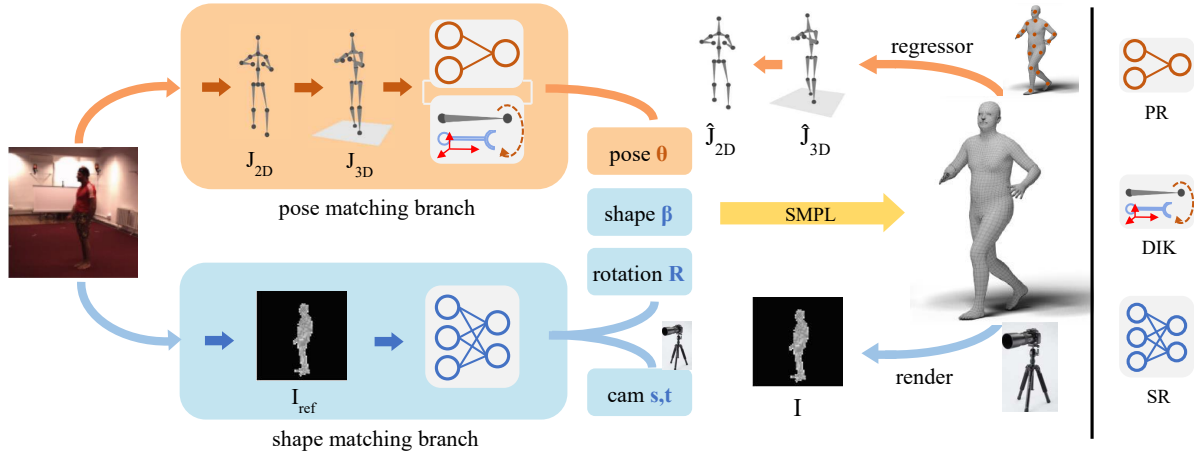 J2D
J3D
pose matching branch
Iref
shape matching branch
pose θ
shape β
rotation R
cam s,t
Ĵ2D
Ĵ3D
regressor
SMPL
I
render
PR
DIK
SR